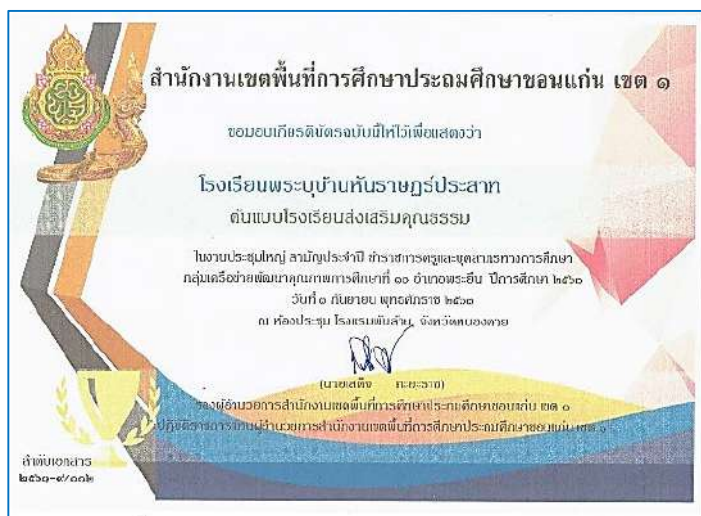 สำนักงานเขตพื้นที่การศึกษาประถมศึกษาขอนแก่น เขต ๑
ขอมอบเกียรติบัตรฉบับนี้ให้ไว้เพื่อแสดงว่า
โรงเรียนพระบุบ้านหันราษฎร์ประสาท
ต้นแบบโรงเรียนส่งเสริมคุณธรรม
ในงานประชุมใหญ่ สามัญประจำปี ข้าราชการครูและบุคลากรทางการศึกษา
กลุ่มเครือข่ายพัฒนาคุณภาพการศึกษาที่ ๑๐ อำเภอพระยืน ปีการศึกษา ๒๕๖๑
วันที่ ๑ กันยายน พุทธศักราช ๒๕๖๑
ณ ห้องประชุม โรงแรมพันล้าน จังหวัดหนองคาย
รองผู้อำนวยการสำนักงานเขตพื้นที่การศึกษาประถมศึกษาขอนแก่น เขต ๑
ปฏิบัติราชการแทนผู้อำนวยการสำนักงานเขตพื้นที่การศึกษาประถมศึกษาขอนแก่น เขต ๑
ลำดับเอกสาร
๒๕๖๑-๙/๐๐๒